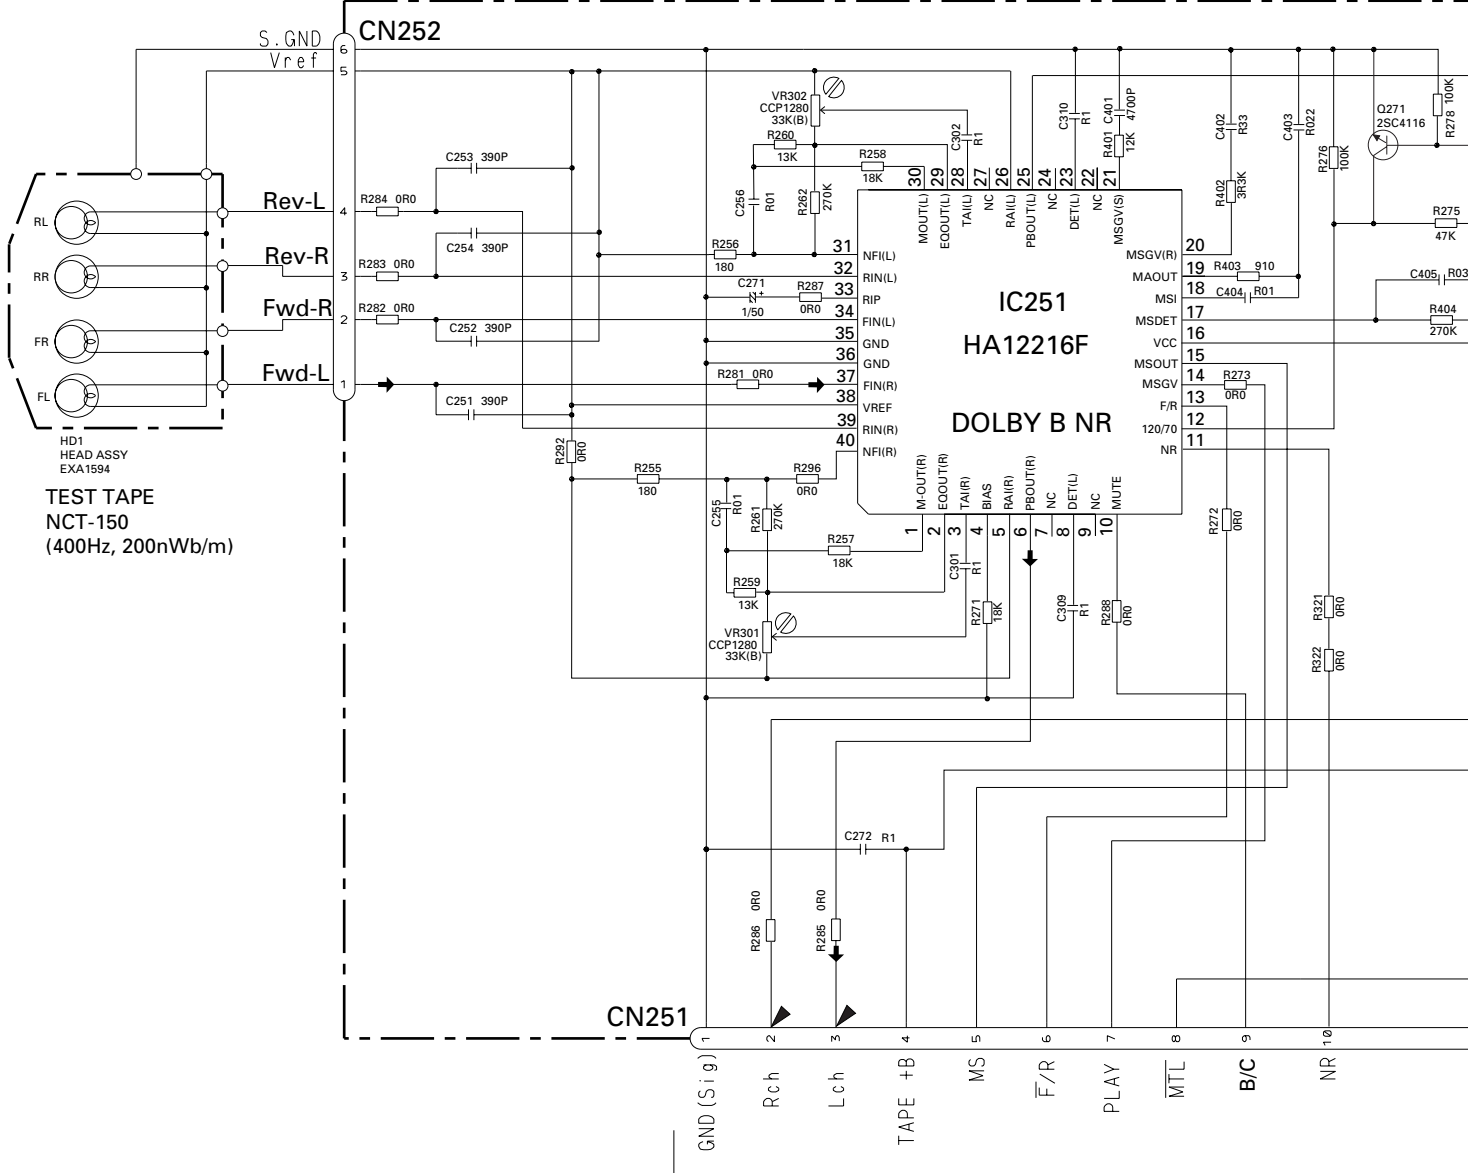 CN252
S.GND
6
Vref
5
HD1
HEAD ASSY
EXA1594
RL
RR
FR
FL
Rev-L
4
Rev-R
3
Fwd-R
2
Fwd-L
1
TEST TAPE
NCT-150
(400Hz, 200nWb/m)
R284 0R0
R283 0R0
R282 0R0
R281 0R0
C253 390P
C254 390P
C252 390P
C251 390P
R292
0R0
VR302
CCP1280
33K(B)
R260
13K
R258
18K
C256
R01
R262
270K
R256
180
C271
+
1/50
R287
0R0
C302
R1
C310
R1
C401
4700P
R401
12K
C402
R33
R402
3R3K
C403
R022
R276
100K
Q271
2SC4116
R278
100K
R275
47K
R403 910
C404 R01
C405 R03
R404
270K
R273
0R0
30
29
28
27
26
25
24
23
22
21
MOUT(L)
EQOUT(L)
TAI(L)
NC
RAI(L)
PBOUT(L)
NC
DET(L)
NC
MSGV(S)
31 NFI(L)
32 RIN(L)
33 RIP
34 FIN(L)
35 GND
36 GND
37 FIN(R)
38 VREF
39 RIN(R)
40 NFI(R)
IC251
HA12216F
DOLBY B NR
MSGV(R) 20
MAOUT 19
MSI 18
MSDET 17
VCC 16
MSOUT 15
MSGV 14
F/R 13
120/70 12
NR 11
M-OUT(R)
EQOUT(R)
TAI(R)
BIAS
RAI(R)
PBOUT(R)
NC
DET(L)
NC
MUTE
1
2
3
4
5
6
7
8
9
10
R255
180
R296
0R0
C255
R01
R261
270K
R257
18K
R259
13K
VR301
CCP1280
33K(B)
C301
R1
R271
18K
C309
R1
R288
0R0
R272
0R0
R321
0R0
R322
0R0
C272 R1
R286 0R0
R285 0R0
CN251
1
2
3
4
5
6
7
8
9
10
GND(Sig)
Rch
Lch
TAPE +B
MS
F̅/R
PLAY
M̅T̅L̅
B/C
NR